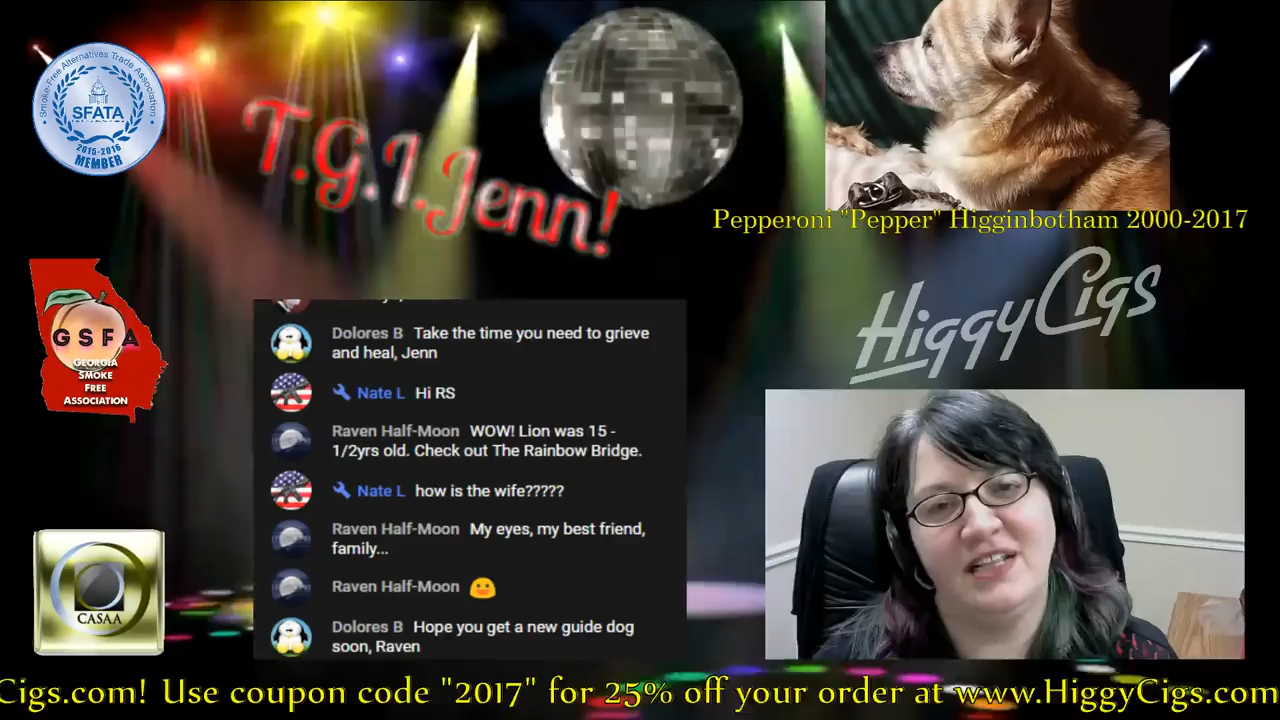 Smoke-Free Alternatives Trade Association
SFATA
2015-2016
MEMBER
T.G.I.Jenn!
Pepperoni "Pepper" Higginbotham 2000-2017
HiggyCigs
GSFA
GEORGIA
SMOKE
FREE
ASSOCIATION
Dolores B Take the time you need to grieve
and heal, Jenn
Nate L Hi RS
Raven Half-Moon WOW! Lion was 15 -
1/2yrs old. Check out The Rainbow Bridge.
Nate L how is the wife?????
Raven Half-Moon My eyes, my best friend,
family...
Raven Half-Moon
Dolores B Hope you get a new guide dog
soon, Raven
CASAA
Cigs.com! Use coupon code "2017" for 25% off your order at www.HiggyCigs.com